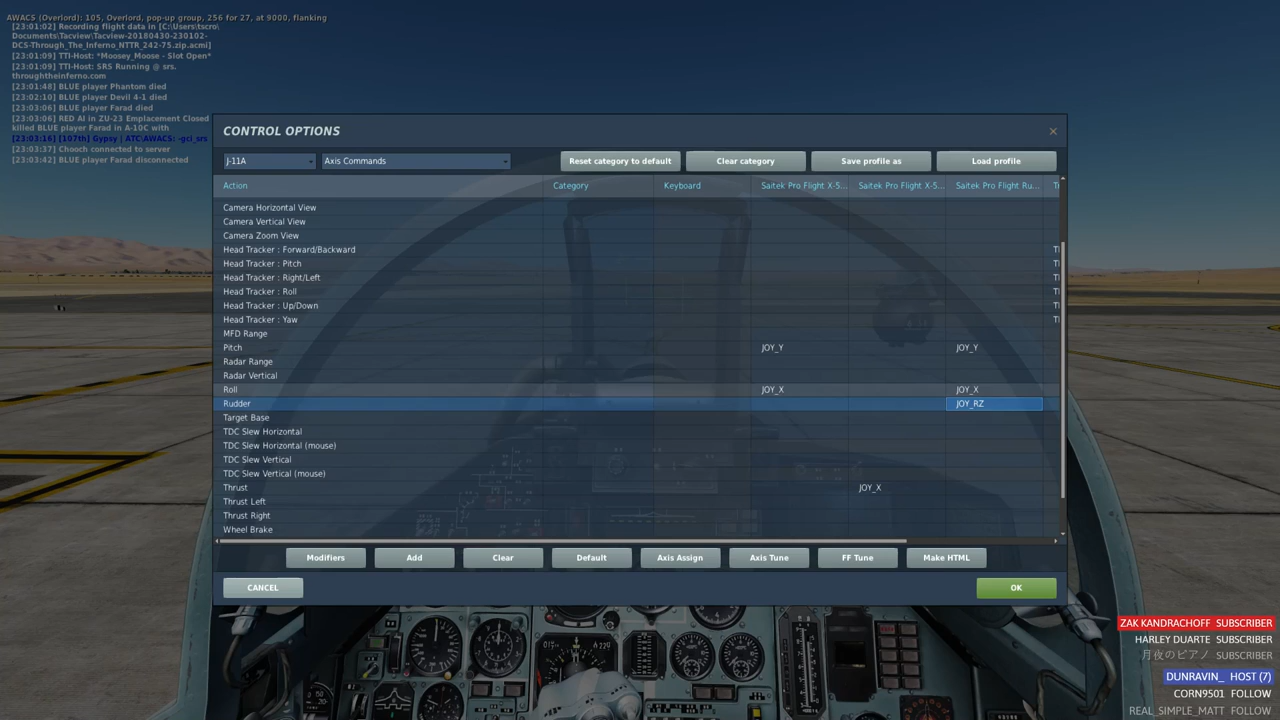 AWACS (Overlord): 105, Overlord, pop-up group, 256 for 27, at 9000, flanking
[23:01:02] Recording flight data in [C:\Users\tscro\
Documents\Tacview\Tacview-20180430-230102-
DCS-Through_The_Inferno_NTTR_242-75.zip.acmi]
[23:01:09] TTI-Host: *Moosey_Moose - Slot Open*
[23:01:09] TTI-Host: SRS Running @ srs.
throughtheinferno.com
[23:01:48] BLUE player Phantom died
[23:02:10] BLUE player Devil 4-1 died
[23:03:06] BLUE player Farad died
[23:03:06] RED AI in ZU-23 Emplacement Closed
killed BLUE player Farad in A-10C with
[23:03:16] [107th] Gypsy | ATC\AWACS: -gci_srs
[23:03:37] Chooch connected to server
[23:03:42] BLUE player Farad disconnected
CONTROL OPTIONS
J-11A Axis Commands Reset category to default Clear category Save profile as Load profile
Action Category Keyboard Saitek Pro Flight X-5... Saitek Pro Flight X-5... Saitek Pro Flight Ru...
Camera Horizontal View
Camera Vertical View
Camera Zoom View
Head Tracker : Forward/Backward
Head Tracker : Pitch
Head Tracker : Right/Left
Head Tracker : Roll
Head Tracker : Up/Down
Head Tracker : Yaw
MFD Range
Pitch JOY_Y JOY_Y
Radar Range
Radar Vertical
Roll JOY_X JOY_X
Rudder JOY_RZ
Target Base
TDC Slew Horizontal
TDC Slew Horizontal (mouse)
TDC Slew Vertical
TDC Slew Vertical (mouse)
Thrust JOY_X
Thrust Left
Thrust Right
Wheel Brake
Modifiers Add Clear Default Axis Assign Axis Tune FF Tune Make HTML
CANCEL OK
ZAK KANDRACHOFF SUBSCRIBER
HARLEY DUARTE SUBSCRIBER
月夜のピアノ SUBSCRIBER
DUNRAVIN_ HOST (7)
CORN9501 FOLLOW
REAL_SIMPLE_MATT FOLLOW